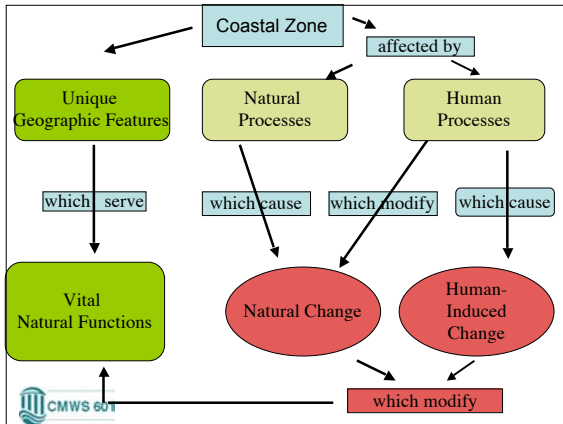 Coastal Zone
affected by
Unique
Geographic Features
Natural
Processes
Human
Processes
which serve
which cause
which modify
which cause
Vital
Natural Functions
Natural Change
Human-
Induced
Change
which modify
CMWS 601